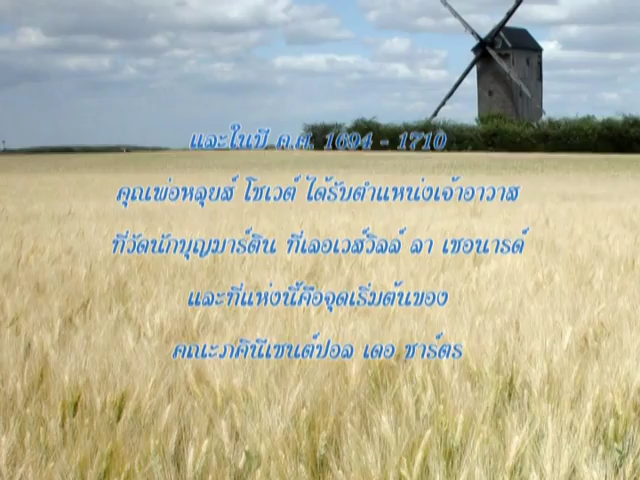 และในปี ค.ศ. 1694 - 1710
คุณพ่อหลุยส์ โชเวต์ ได้รับตำแหน่งเจ้าอาวาส
ที่วัดนักบุญมาร์ติน ที่เลอเวส์วิลล์ ลา เชอนารด์
และที่แห่งนี้คือจุดเริ่มต้นของ
คณะภคินีเซนต์ปอล เดอ ชาร์ตร